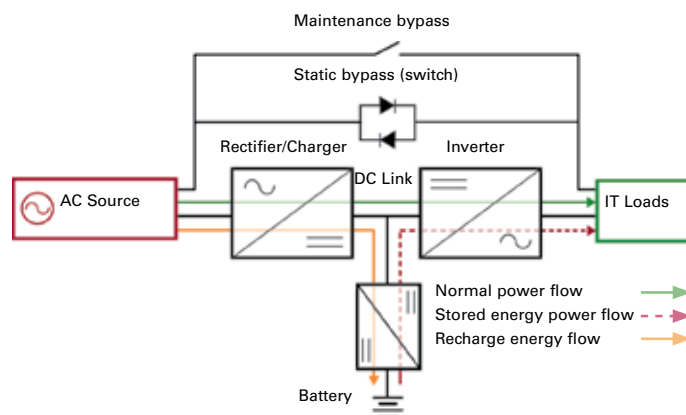 Maintenance bypass
Static bypass (switch)
Rectifier/Charger
Inverter
DC Link
AC Source
IT Loads
Normal power flow
Stored energy power flow
Recharge energy flow
Battery